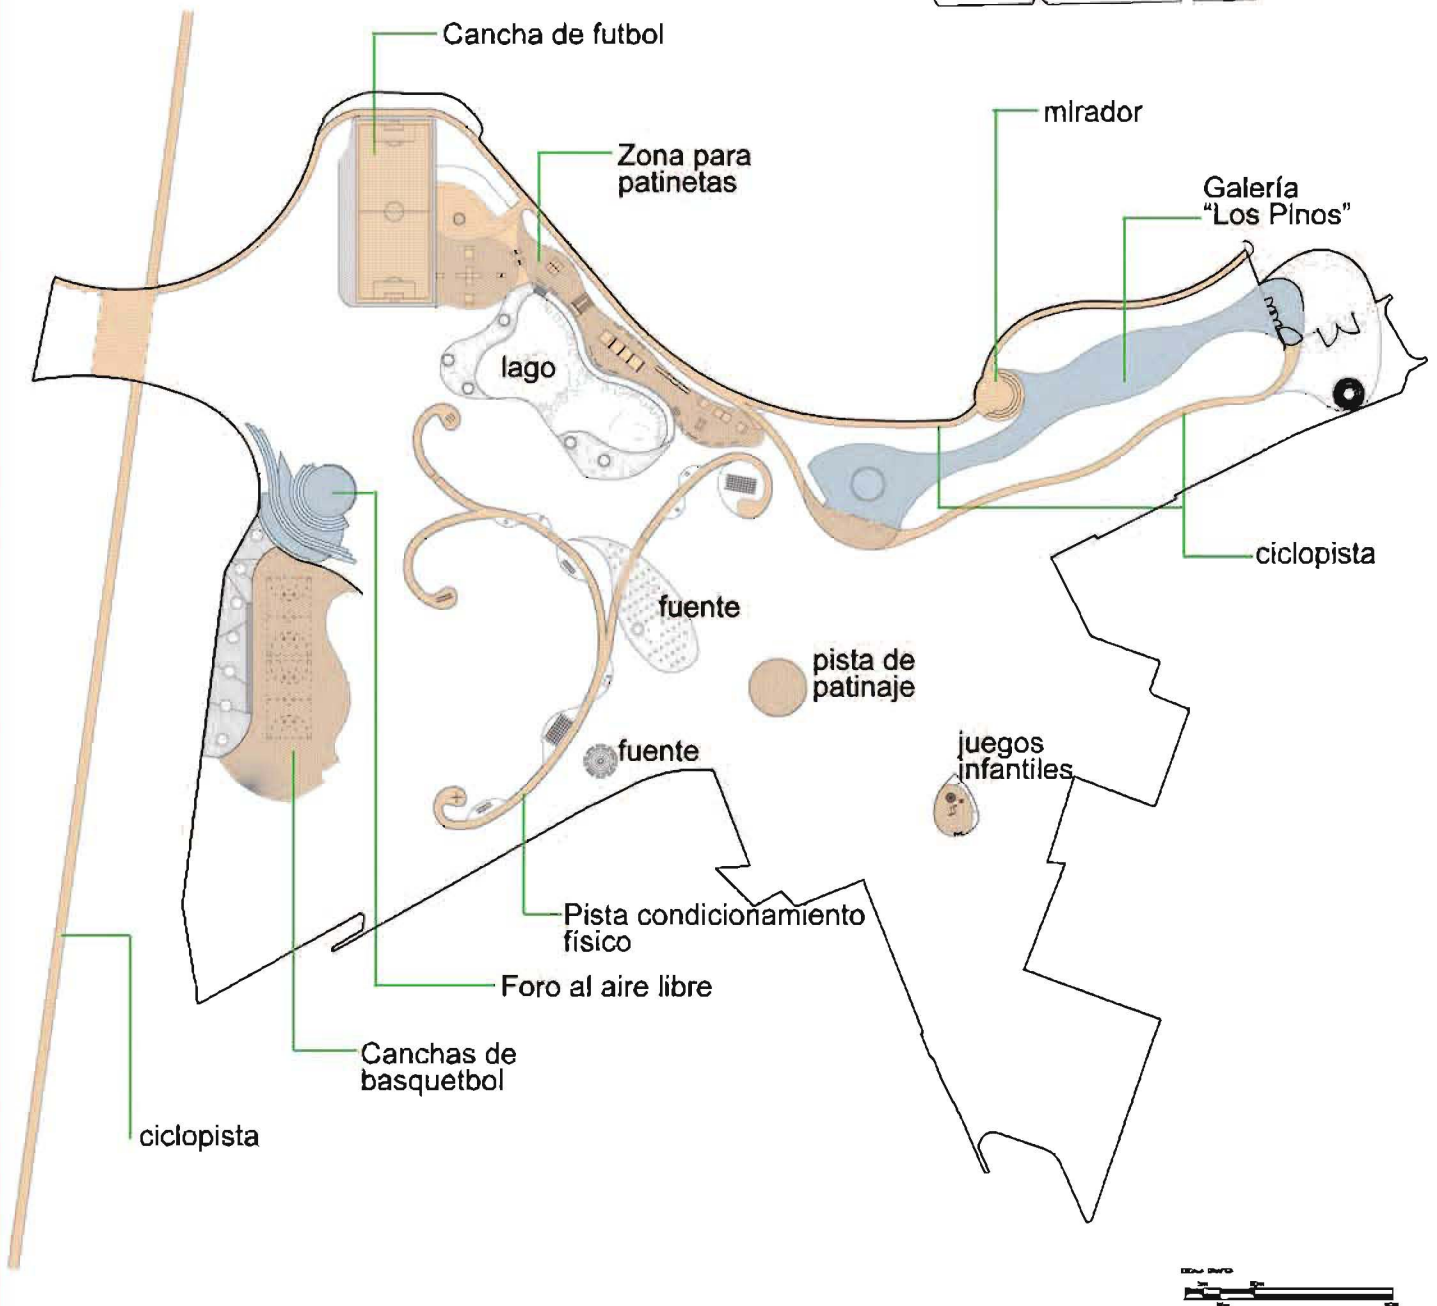 Cancha de futbol
mirador
Zona para
patinetas
Galería
“Los Pinos”
lago
ciclopista
fuente
pista de
patinaje
fuente
juegos
infantiles
Pista condicionamiento
físico
Foro al aire libre
Canchas de
basquetbol
ciclopista